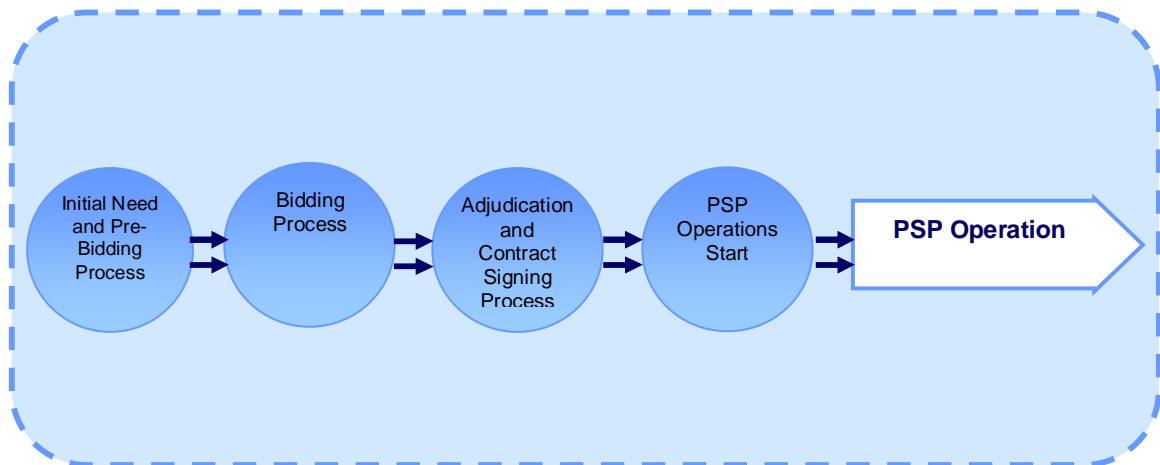 Initial Need
and Pre-
Bidding
Process
Bidding
Process
Adjudication
and
Contract
Signing
Process
PSP
Operations
Start
PSP Operation